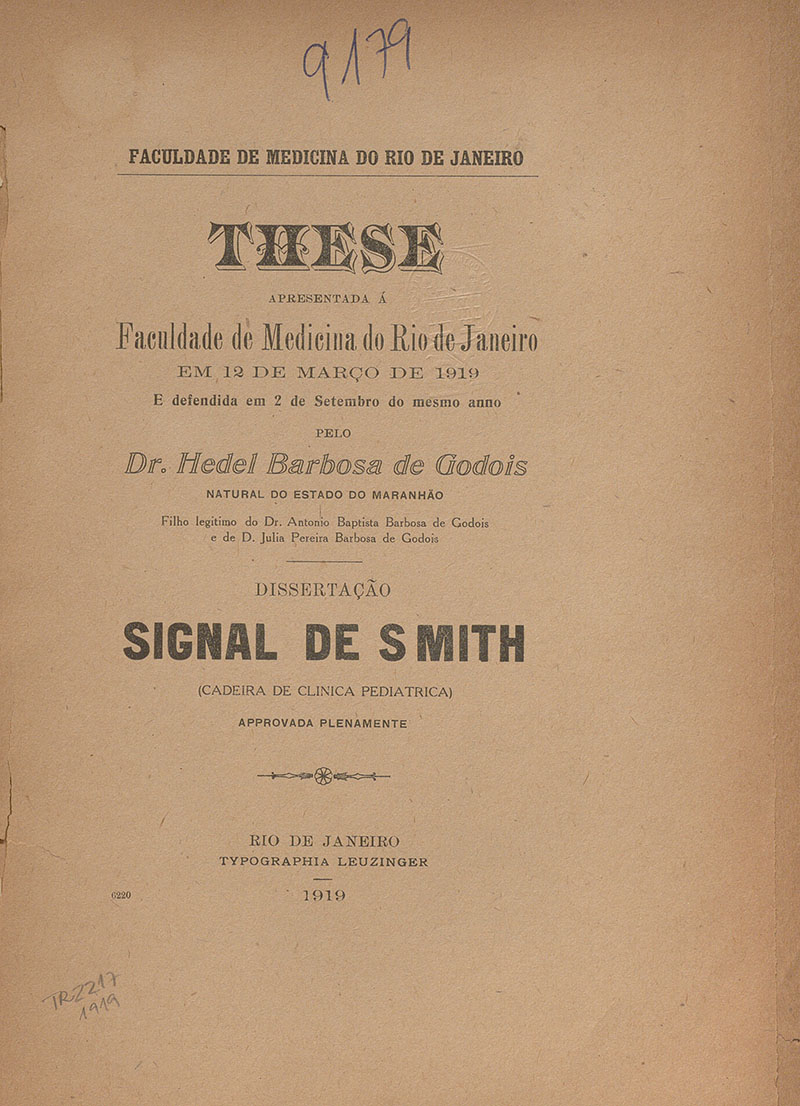 9179
FACULDADE DE MEDICINA DO RIO DE JANEIRO
THESE
APRESENTADA Á
Faculdade de Medicina do Rio de Janeiro
EM 12 DE MARÇO DE 1919
E defendida em 2 de Setembro do mesmo anno
PELO
Dr. Hedel Barbosa de Godois
NATURAL DO ESTADO DO MARANHÃO
Filho legitimo do Dr. Antonio Baptista Barbosa de Godois
e de D. Julia Pereira Barbosa de Godois
DISSERTAÇÃO
SIGNAL DE SMITH
(CADEIRA DE CLINICA PEDIATRICA)
APPROVADA PLENAMENTE
RIO DE JANEIRO
TYPOGRAPHIA LEUZINGER
6220
1919
TR2217
1919